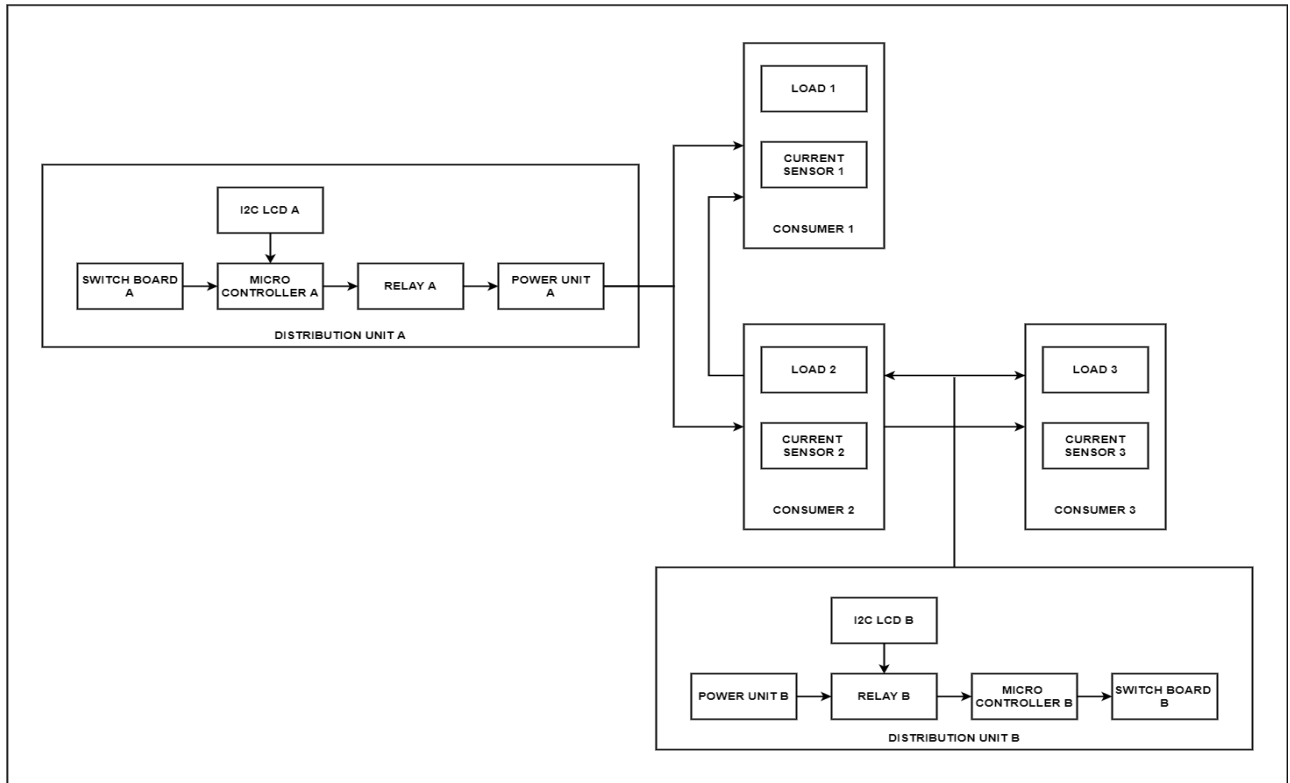 LOAD 1
CURRENT
SENSOR 1
CONSUMER 1
I2C LCD A
SWITCH BOARD
A
MICRO
CONTROLLER A
RELAY A
POWER UNIT
A
DISTRIBUTION UNIT A
LOAD 2
CURRENT
SENSOR 2
CONSUMER 2
LOAD 3
CURRENT
SENSOR 3
CONSUMER 3
I2C LCD B
POWER UNIT B
RELAY B
MICRO
CONTROLLER B
SWITCH BOARD
B
DISTRIBUTION UNIT B